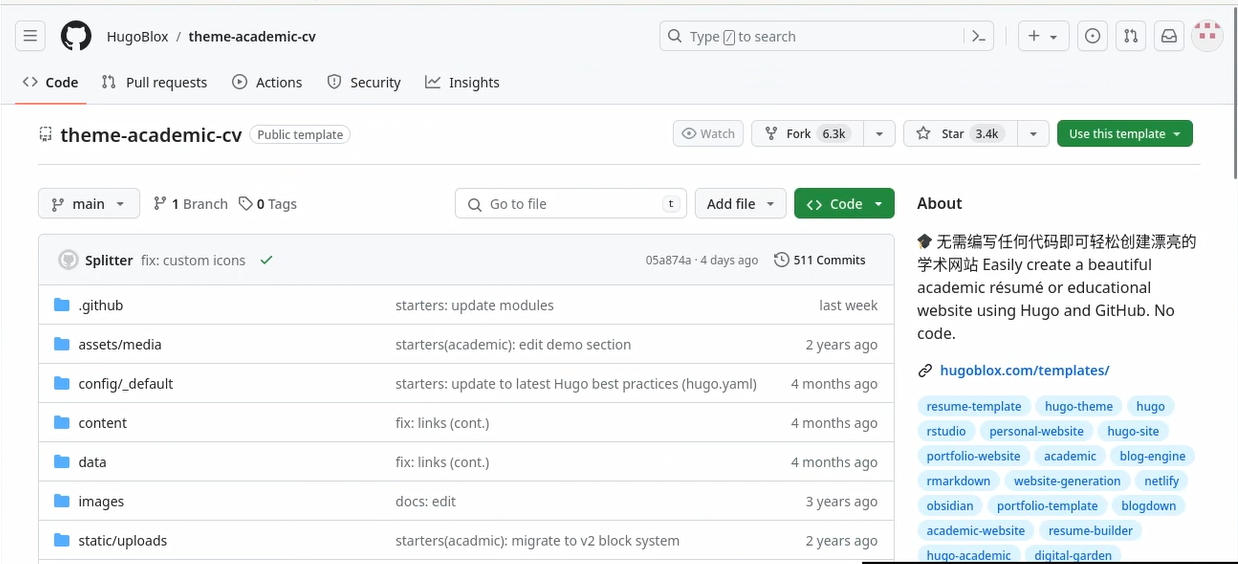 HugoBlox / theme-academic-cv
Type / to search
Code Pull requests Actions Security Insights
theme-academic-cv Public template
Watch Fork 6.3k Star 3.4k Use this template
main 1 Branch 0 Tags Go to file t Add file Code
Splitter fix: custom icons 05a874a · 4 days ago 511 Commits
.github starters: update modules last week
assets/media starters(academic): edit demo section 2 years ago
config/_default starters: update to latest Hugo best practices (hugo.yaml) 4 months ago
content fix: links (cont.) 4 months ago
data fix: links (cont.) 4 months ago
images docs: edit 3 years ago
static/uploads starters(acadmic): migrate to v2 block system 2 years ago
About
无需编写任何代码即可轻松创建漂亮的
学术网站 Easily create a beautiful
academic résumé or educational
website using Hugo and GitHub. No
code.
hugoblox.com/templates/
resume-template hugo-theme hugo
rstudio personal-website hugo-site
portfolio-website academic blog-engine
rmarkdown website-generation netlify
obsidian portfolio-template blogdown
academic-website resume-builder
hugo-academic digital-garden